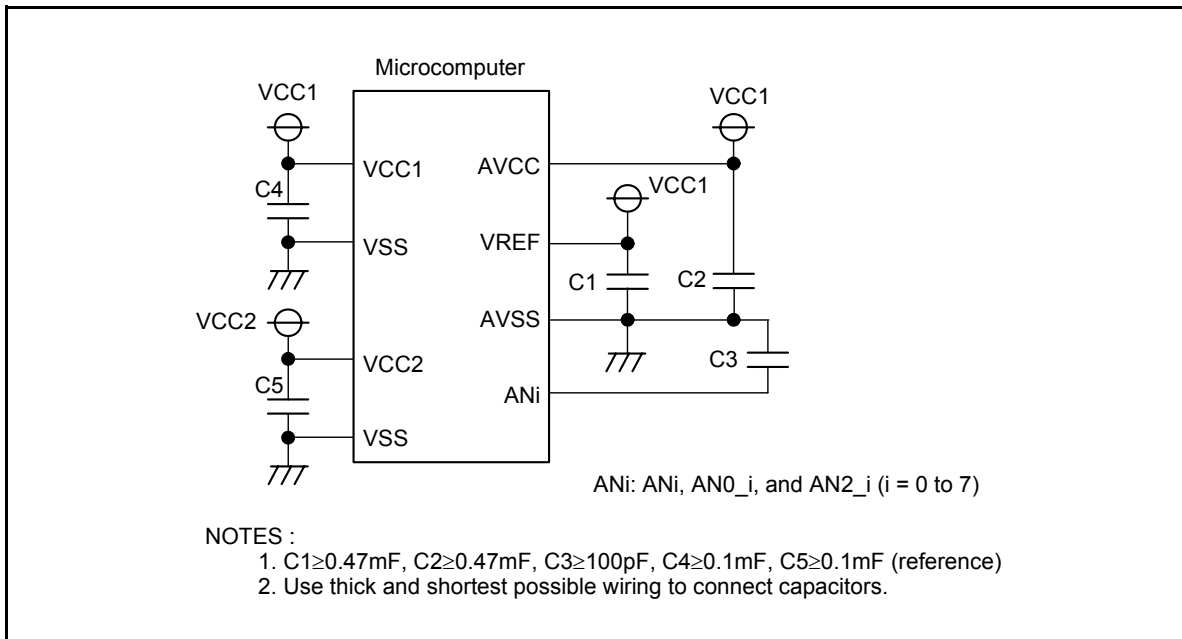 Microcomputer
VCC1
VCC1
C4
VCC1
AVCC
VCC1
VSS
VREF
C1
C2
VCC2
AVSS
VCC2
C3
C5
ANi
VSS
ANi: ANi, AN0_i, and AN2_i (i = 0 to 7)
NOTES :
1. C1≥0.47mF, C2≥0.47mF, C3≥100pF, C4≥0.1mF, C5≥0.1mF (reference)
2. Use thick and shortest possible wiring to connect capacitors.